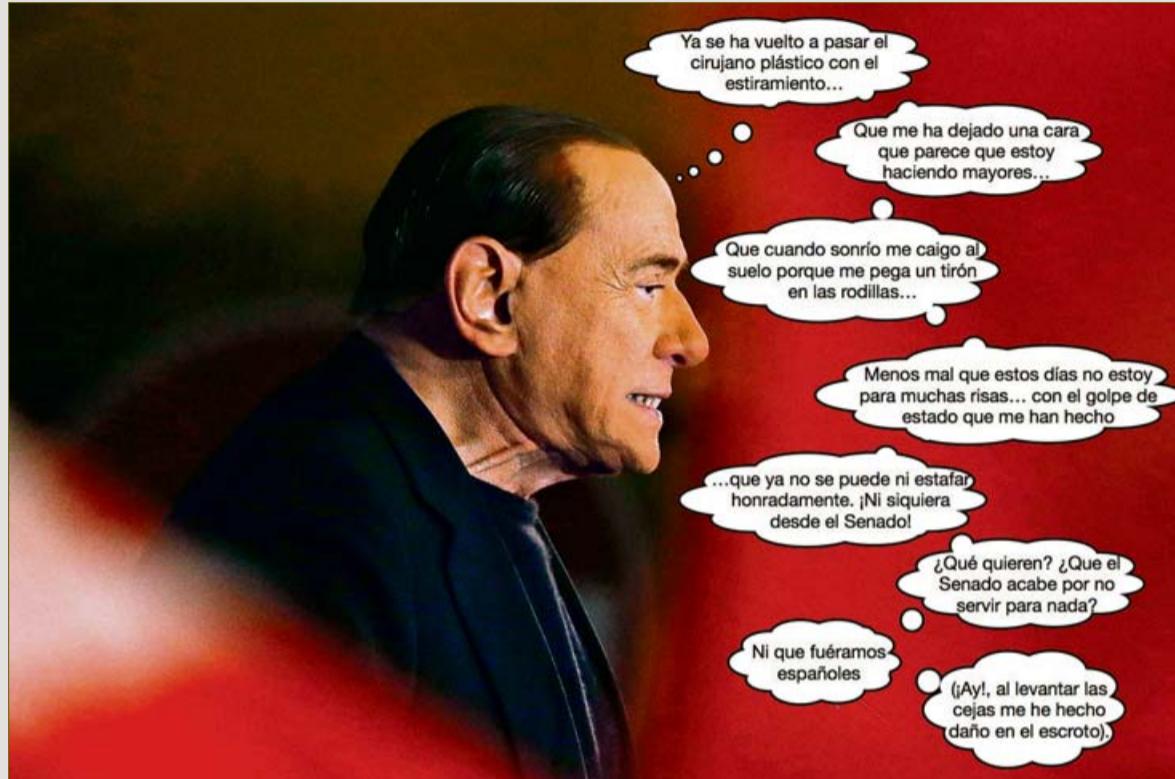 Ya se ha vuelto a pasar el
cirujano plástico con el
estiramiento…
Que me ha dejado una cara
que parece que estoy
haciendo mayores…
Que cuando sonrío me caigo al
suelo porque me pega un tirón
en las rodillas…
Menos mal que estos días no estoy
para muchas risas… con el golpe de
estado que me han hecho
…que ya no se puede ni estafar
honradamente. ¡Ni siquiera
desde el Senado!
¿Qué quieren? ¿Que el
Senado acabe por no
servir para nada?
Ni que fuéramos
españoles
(¡Ay!, al levantar las
cejas me he hecho
daño en el escroto).